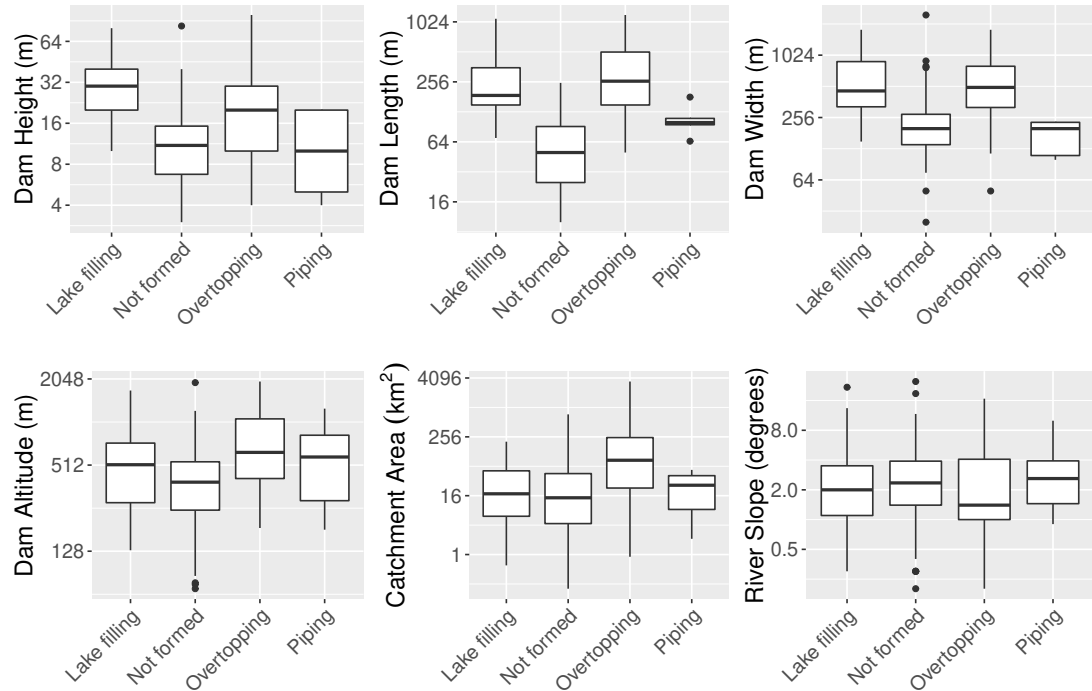 Dam Height (m)
64
32
16
8
4
Lake filling
Not formed
Overtopping
Piping
Dam Length (m)
1024
256
64
16
Lake filling
Not formed
Overtopping
Piping
Dam Width (m)
1024
256
64
Lake filling
Not formed
Overtopping
Piping
Dam Altitude (m)
2048
512
128
Lake filling
Not formed
Overtopping
Piping
Catchment Area (km²)
4096
256
16
1
Lake filling
Not formed
Overtopping
Piping
River Slope (degrees)
8.0
2.0
0.5
Lake filling
Not formed
Overtopping
Piping